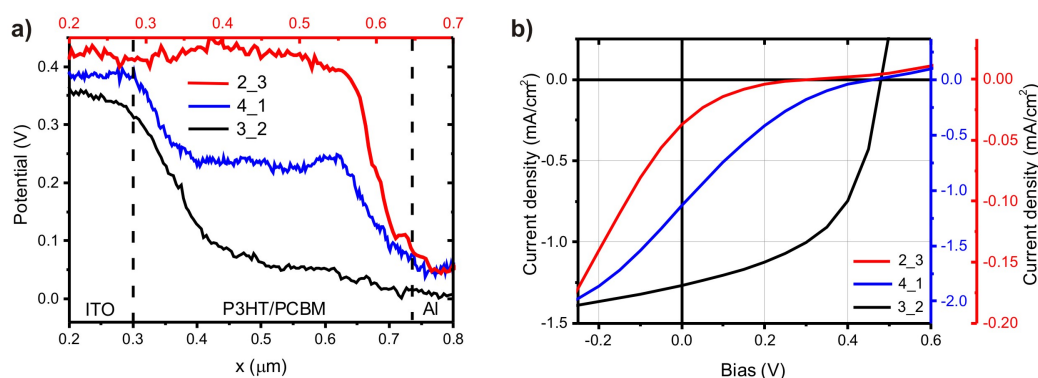 a)
0.2 0.3 0.4 0.5 0.6 0.7
0.4
0.3
0.2
0.1
0.0
Potential (V)
2_3
4_1
3_2
ITO P3HT/PCBM Al
0.2 0.3 0.4 0.5 0.6 0.7 0.8
x (μm)
b)
0.0
-0.5
-1.0
-1.5
Current density (mA/cm²)
2_3
4_1
3_2
-0.2 0.0 0.2 0.4 0.6
Bias (V)
0.0
-0.5
-1.0
-1.5
-2.0
Current density (mA/cm²)
0.00
-0.05
-0.10
-0.15
-0.20
Current density (mA/cm²)